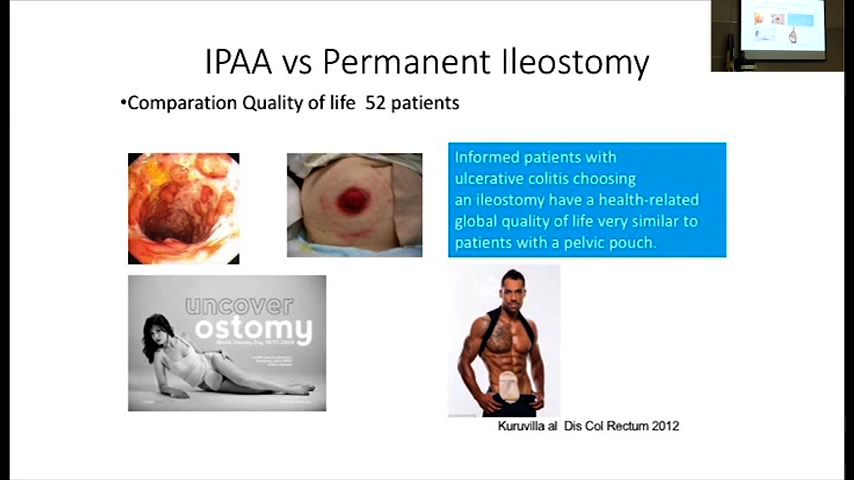 IPAA vs Permanent Ileostomy
•Comparation Quality of life 52 patients
Informed patients with
ulcerative colitis choosing
an ileostomy have a health-related
global quality of life very similar to
patients with a pelvic pouch.
uncover
ostomy
Kuruvilla al Dis Col Rectum 2012